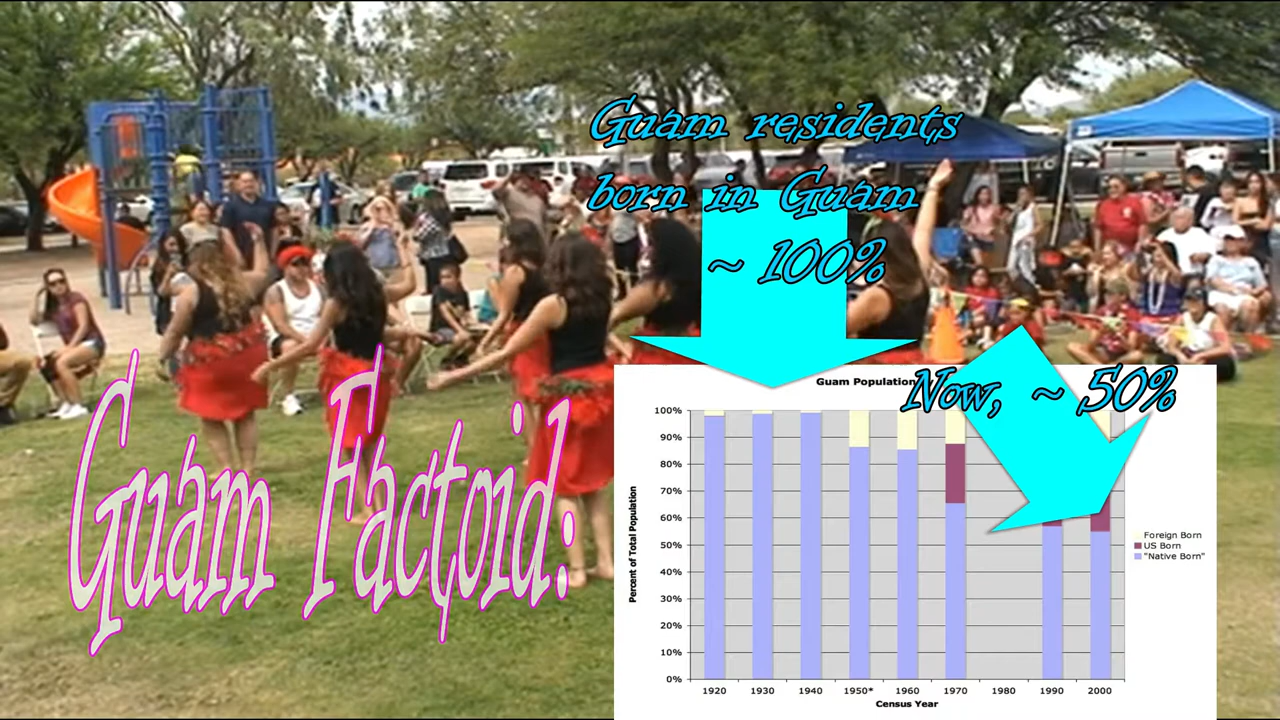 Guam residents
born in Guam
~ 100%
Now, ~ 50%
Guam Factoid:
Guam Population
100%
90%
80%
70%
60%
50%
40%
30%
20%
10%
0%
Percent of Total Population
1920 1930 1940 1950* 1960 1970 1980 1990 2000
Census Year
Foreign Born
US Born
"Native Born"